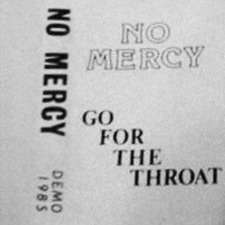 NO MERCY
DEMO 1985
NO
MERCY
GO
FOR
THE
THROAT